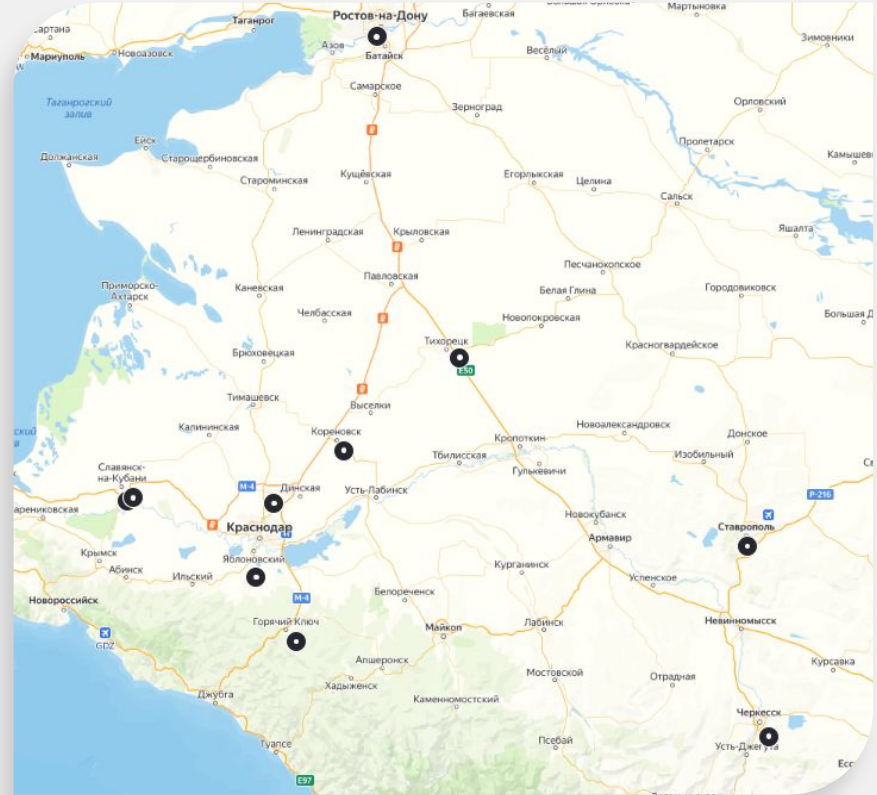 Ростов-на-Дону
Таганрог
Багаевская
Мартыновка
Азов
Батайск
Весёлый
Зимовники
Мариуполь
Новоазовск
Самарское
Таганрогский
залив
Зерноград
Орловский
Ейск
Должанская
Старощербиновская
Пролетарск
Староминская
Кущёвская
Егорлыкская
Целина
Сальск
Ленинградская
Крыловская
Яшалта
Песчанокопское
Павловская
Приморско-
Ахтарск
Каневская
Белая Глина
Городовиковск
Челбасская
Новопокровская
Большая Д
Тихорецк
Красногвардейское
Брюховецкая
E50
Тимашевск
Выселки
Калининская
Кореновск
Новоалександровск
Донское
Кропоткин
Тбилисская
Изобильный
Гулькевичи
Славянск-
на-Кубани
М-4
Динская
Усть-Лабинск
Р-216
Краснодар
Новокубанск
Ставрополь
Армавир
Крымск
Яблоновский
Абинск
Ильский
Курганинск
Успенское
Белореченск
Новороссийск
М-4
Горячий Ключ
Майкоп
Лабинск
Невинномысск
GDZ
Апшеронск
Курсавка
Хадыженск
Мостовской
Отрадная
Джубга
Каменномостский
Черкесск
Туапсе
Псебай
Усть-Джегута
E97